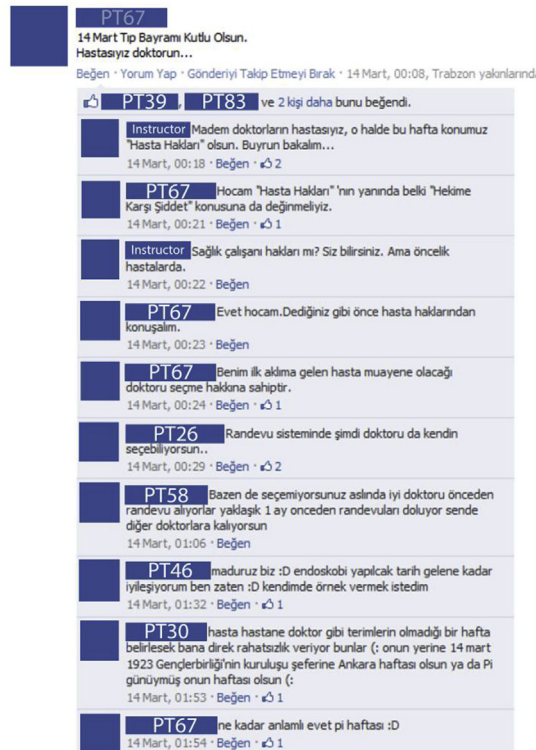 PT67
14 Mart Tıp Bayramı Kutlu Olsun.
Hastasıyız doktorun...
Beğen · Yorum Yap · Gönderiyi Takip Etmeyi Bırak · 14 Mart, 00:08, Trabzon yakınlarında
PT39 , PT83 ve 2 kişi daha bunu beğendi.
Instructor Madem doktorların hastasıyız, o halde bu hafta konumuz
"Hasta Hakları" olsun. Buyrun bakalım...
14 Mart, 00:18 · Beğen · 2
PT67 Hocam "Hasta Hakları" 'nın yanında belki "Hekime
Karşı Şiddet" konusuna da değinmeliyiz.
14 Mart, 00:21 · Beğen · 1
Instructor Sağlık çalışanı hakları mı? Siz bilirsiniz. Ama öncelik
hastalarda.
14 Mart, 00:22 · Beğen
PT67 Evet hocam.Dediğiniz gibi önce hasta haklarından
konuşalım.
14 Mart, 00:23 · Beğen
PT67 Benim ilk aklıma gelen hasta muayene olacağı
doktoru seçme hakkına sahiptir.
14 Mart, 00:24 · Beğen · 1
PT26 Randevu sisteminde şimdi doktoru da kendin
seçebiliyorsun..
14 Mart, 00:29 · Beğen · 2
PT58 Bazen de seçemiyorsunuz aslında iyi doktoru önceden
randevu alıyorlar yaklaşık 1 ay onceden randevuları doluyor sende
diğer doktorlara kalıyorsun
14 Mart, 01:06 · Beğen
PT46 maduruz biz :D endoskobi yapılcak tarih gelene kadar
iyileşiyorum ben zaten :D kendimde örnek vermek istedim
14 Mart, 01:32 · Beğen · 1
PT30 hasta hastane doktor gibi terimlerin olmadığı bir hafta
belirlesek bana direk rahatsızlık veriyor bunlar (: onun yerine 14 mart
1923 Gençlerbirliği'nin kuruluşu şeferine Ankara haftası olsun ya da Pi
günüymüş onun haftası olsun (:
14 Mart, 01:53 · Beğen · 1
PT67 ne kadar anlamlı evet pi haftası :D
14 Mart, 01:54 · Beğen · 1